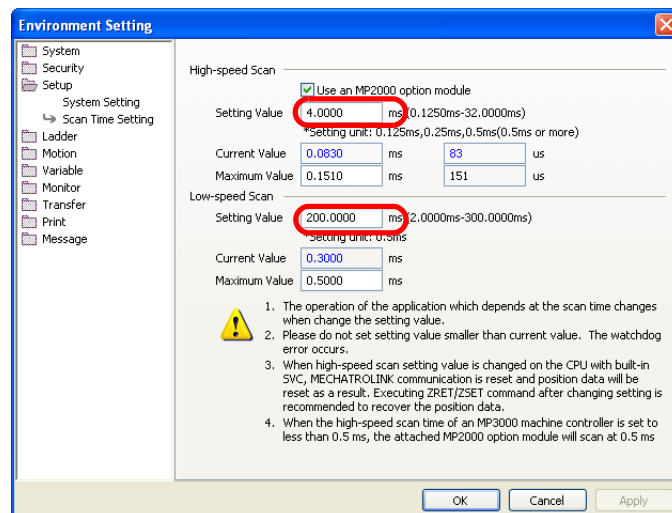 Environment Setting
System
Security
Setup
System Setting
Scan Time Setting
Ladder
Motion
Variable
Monitor
Transfer
Print
Message
High-speed Scan
Use an MP2000 option module
Setting Value 4.0000 ms (0.1250ms-32.0000ms)
*Setting unit: 0.125ms,0.25ms,0.5ms(0.5ms or more)
Current Value 0.0830 ms 83 us
Maximum Value 0.1510 ms 151 us
Low-speed Scan
Setting Value 200.0000 ms (2.0000ms-300.0000ms)
*Setting unit: 0.5ms
Current Value 0.3000 ms
Maximum Value 0.5000 ms
1. The operation of the application which depends at the scan time changes
when change the setting value.
2. Please do not set setting value smaller than current value. The watchdog
error occurs.
3. When high-speed scan setting value is changed on the CPU with built-in
SVC, MECHATROLINK communication is reset and position data will be
reset as a result. Executing ZRET/ZSET command after changing setting is
recommended to recover the position data.
4. When the high-speed scan time of an MP3000 machine controller is set to
less than 0.5 ms, the attached MP2000 option module will scan at 0.5 ms
OK Cancel Apply